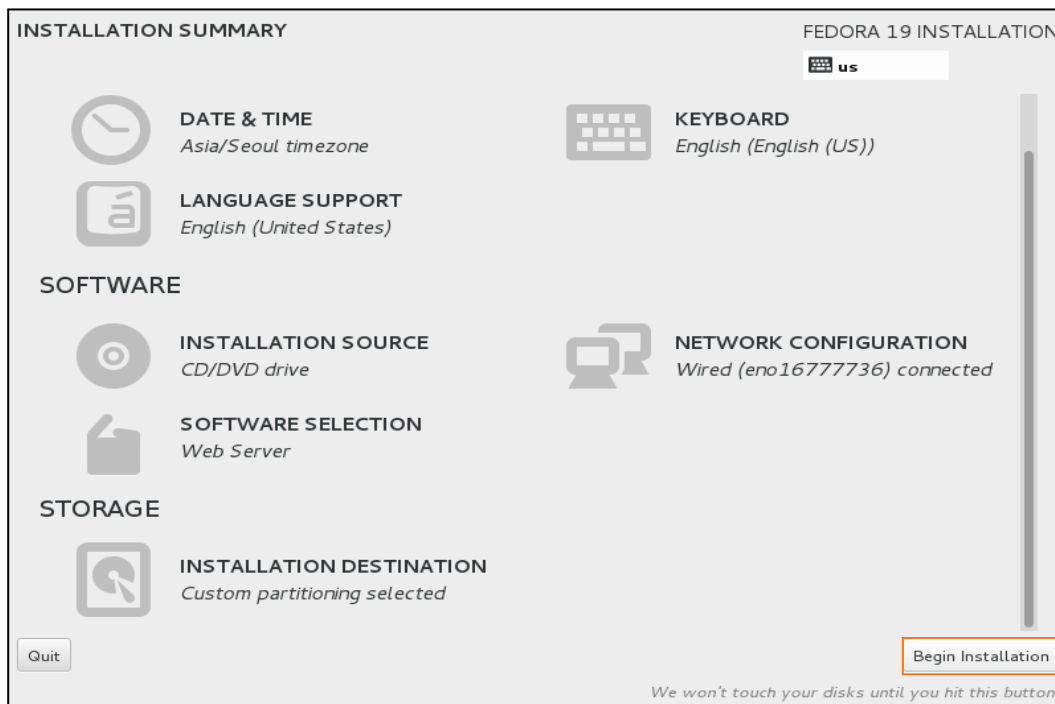 INSTALLATION SUMMARY
FEDORA 19 INSTALLATION
us
DATE & TIME
Asia/Seoul timezone
KEYBOARD
English (English (US))
LANGUAGE SUPPORT
English (United States)
SOFTWARE
INSTALLATION SOURCE
CD/DVD drive
NETWORK CONFIGURATION
Wired (eno16777736) connected
SOFTWARE SELECTION
Web Server
STORAGE
INSTALLATION DESTINATION
Custom partitioning selected
Quit
Begin Installation
We won't touch your disks until you hit this button